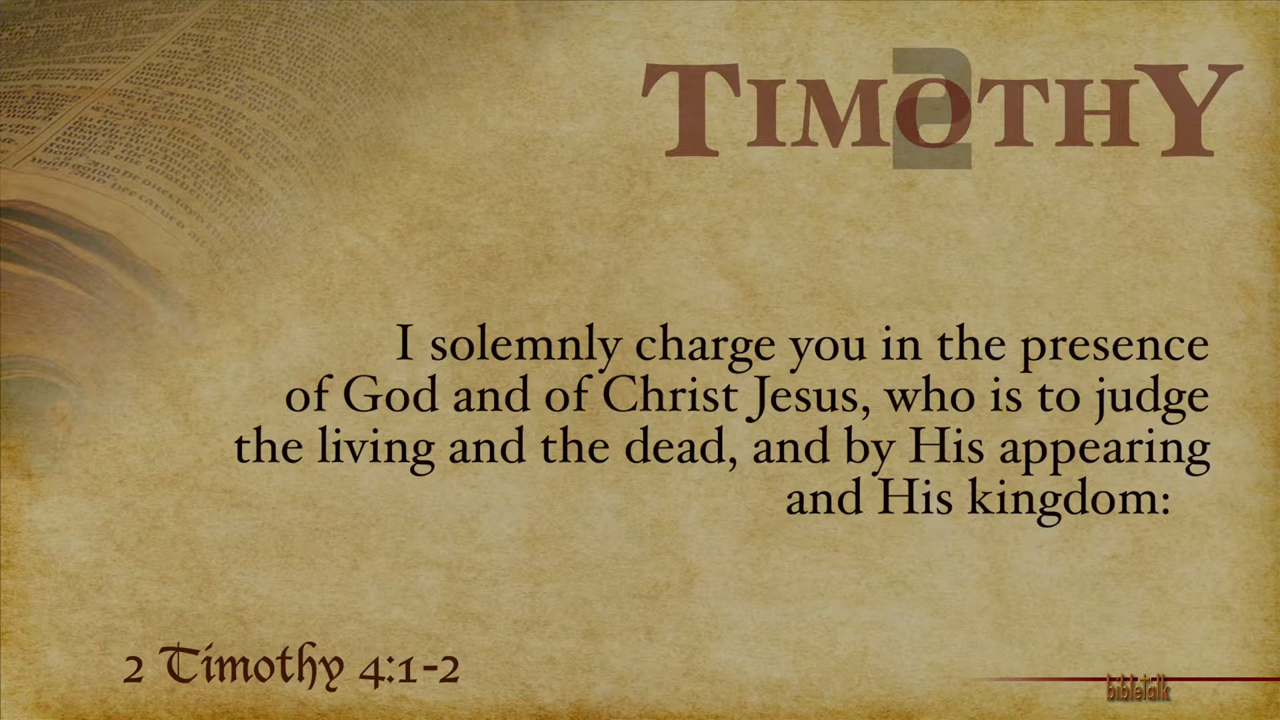 2
TIMOTHY
I solemnly charge you in the presence
of God and of Christ Jesus, who is to judge
the living and the dead, and by His appearing
and His kingdom:
2 Timothy 4:1-2
bibletalk